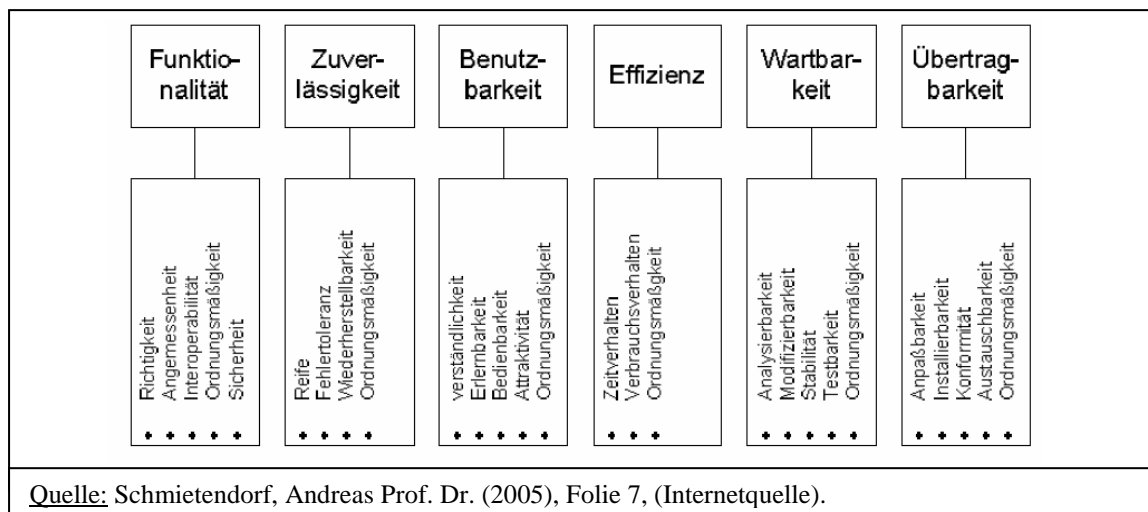 Funktio-
nalität
Zuver-
lässigkeit
Benutz-
barkeit
Effizienz
Wartbar-
keit
Übertrag-
barkeit
• Richtigkeit
• Angemessenheit
• Interoperabilität
• Ordnungsmäßigkeit
• Sicherheit
• Reife
• Fehlertoleranz
• Wiederherstellbarkeit
• Ordnungsmäßigkeit
• verständlichkeit
• Erlernbarkeit
• Bedienbarkeit
• Attraktivität
• Ordnungsmäßigkeit
• Zeitverhalten
• Verbrauchsverhalten
• Ordnungsmäßgkeit
• Analysierbarkeit
• Modifizierbarkeit
• Stabilität
• Testbarkeit
• Ordnungsmäßigkeit
• Anpaßbarkeit
• Installierbarkeit
• Konformität
• Austauschbarkeit
• Ordnungsmäßigkeit
Quelle: Schmietendorf, Andreas Prof. Dr. (2005), Folie 7, (Internetquelle).